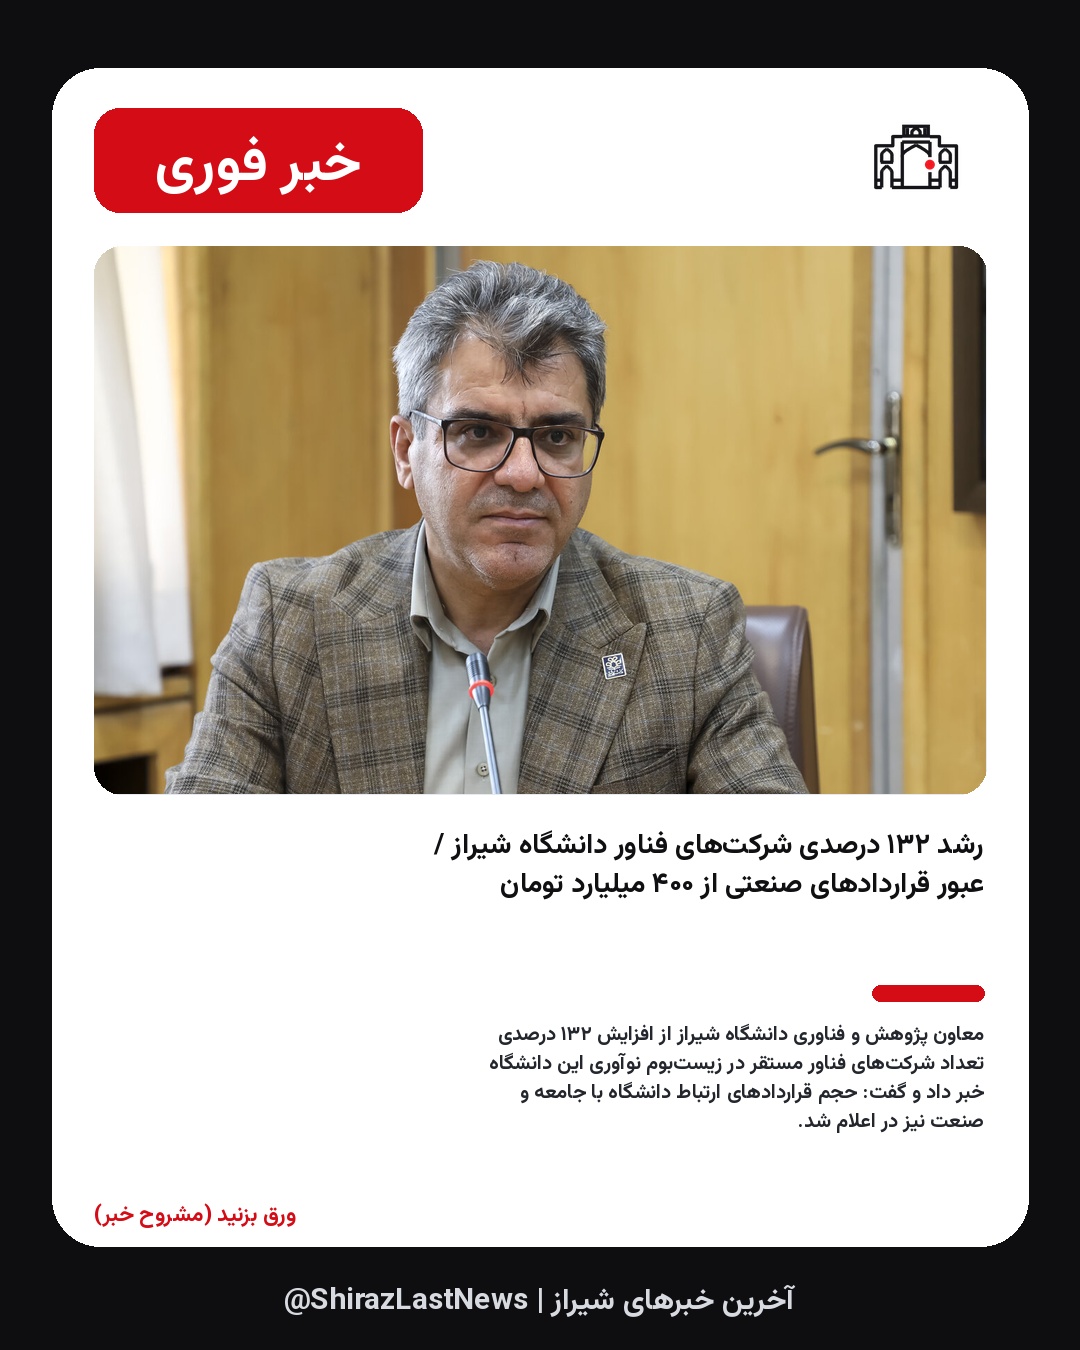 خبر فوری
رشد ۱۳۲ درصدی شرکت‌های فناور دانشگاه شیراز /
عبور قراردادهای صنعتی از ۴۰۰ میلیارد تومان
معاون پژوهش و فناوری دانشگاه شیراز از افزایش ۱۳۲ درصدی
تعداد شرکت‌های فناور مستقر در زیست‌بوم نوآوری این دانشگاه
خبر داد و گفت: حجم قراردادهای ارتباط دانشگاه با جامعه و
صنعت نیز در اعلام شد.
ورق بزنید (مشروح خبر)
آخرین خبرهای شیراز | @ShirazLastNews